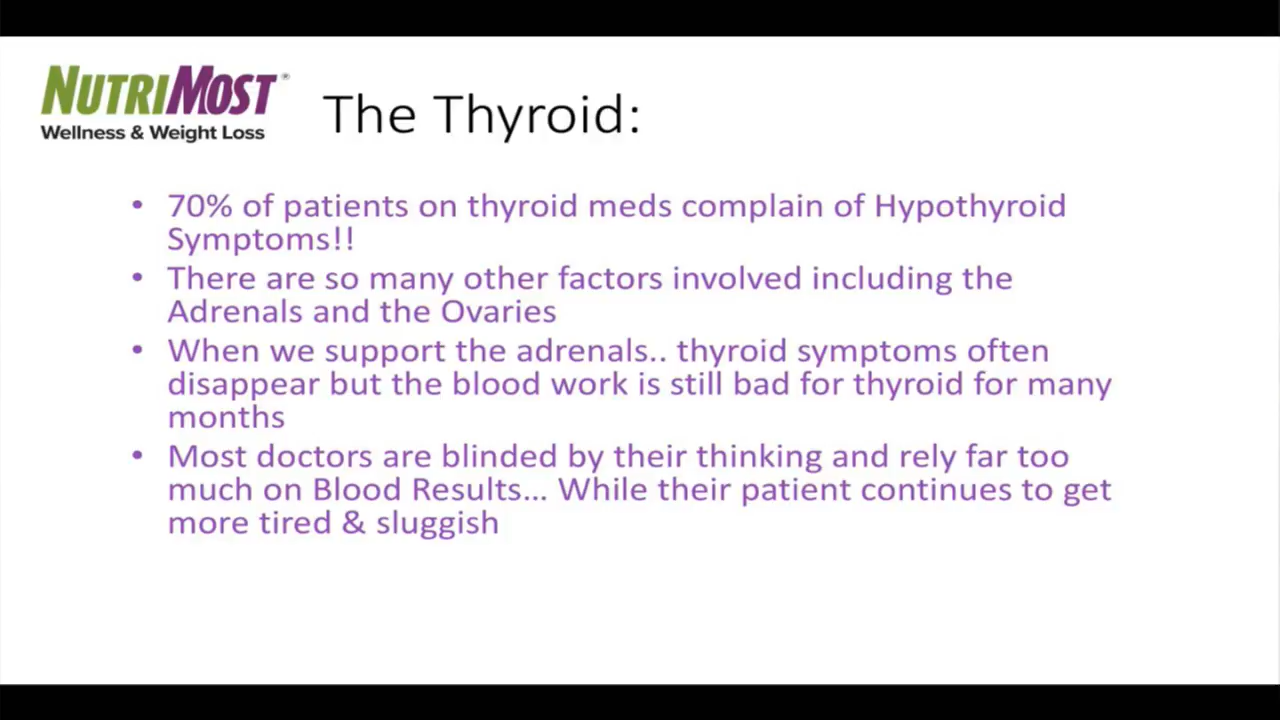 NUTRIMOST®
Wellness & Weight Loss
The Thyroid:
• 70% of patients on thyroid meds complain of Hypothyroid
Symptoms!!
• There are so many other factors involved including the
Adrenals and the Ovaries
• When we support the adrenals.. thyroid symptoms often
disappear but the blood work is still bad for thyroid for many
months
• Most doctors are blinded by their thinking and rely far too
much on Blood Results... While their patient continues to get
more tired & sluggish